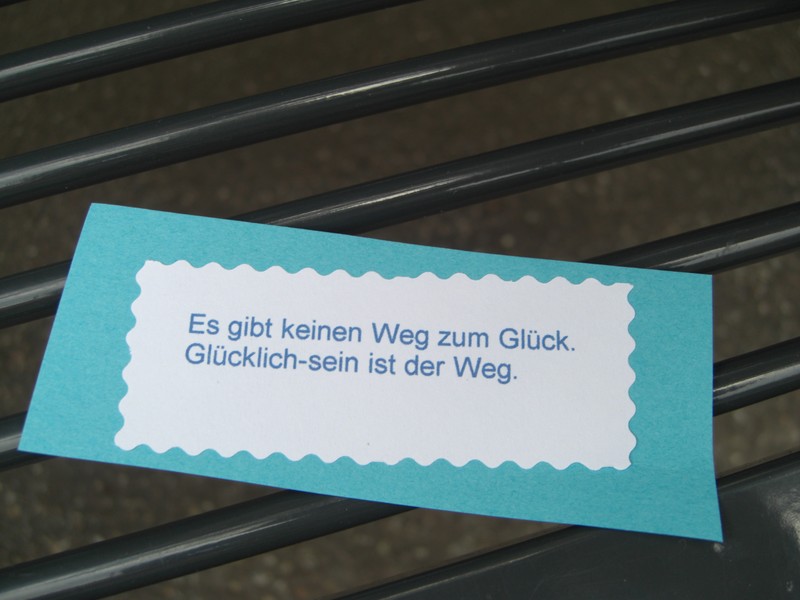 Es gibt keinen Weg zum Glück.
Glücklich-sein ist der Weg.